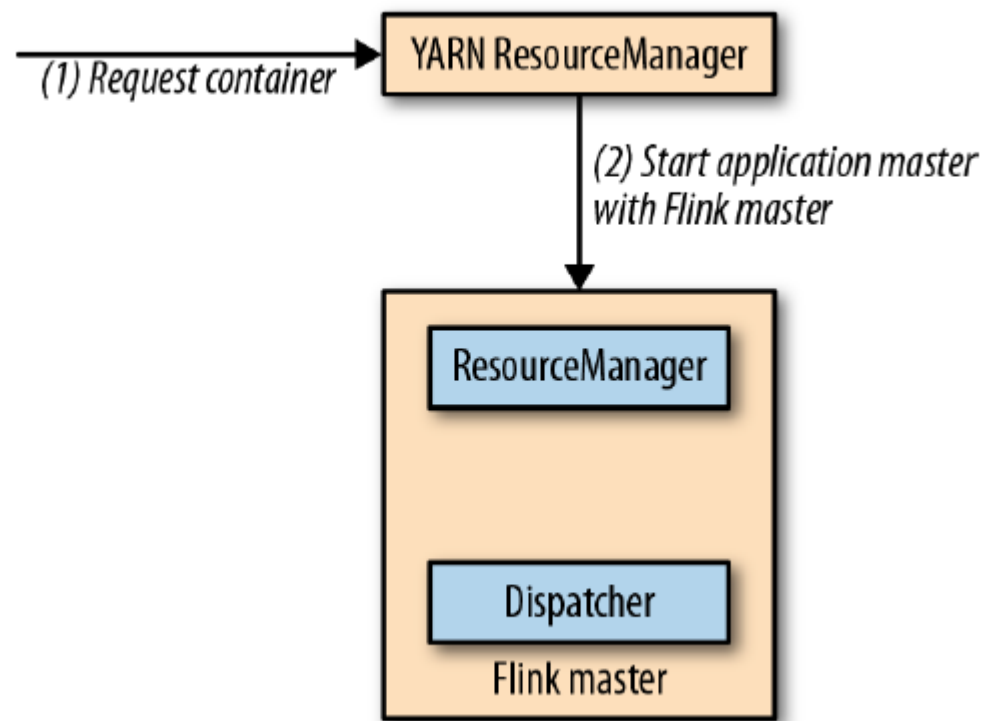 YARN ResourceManager
(1) Request container
(2) Start application master
with Flink master
ResourceManager
Dispatcher
Flink master